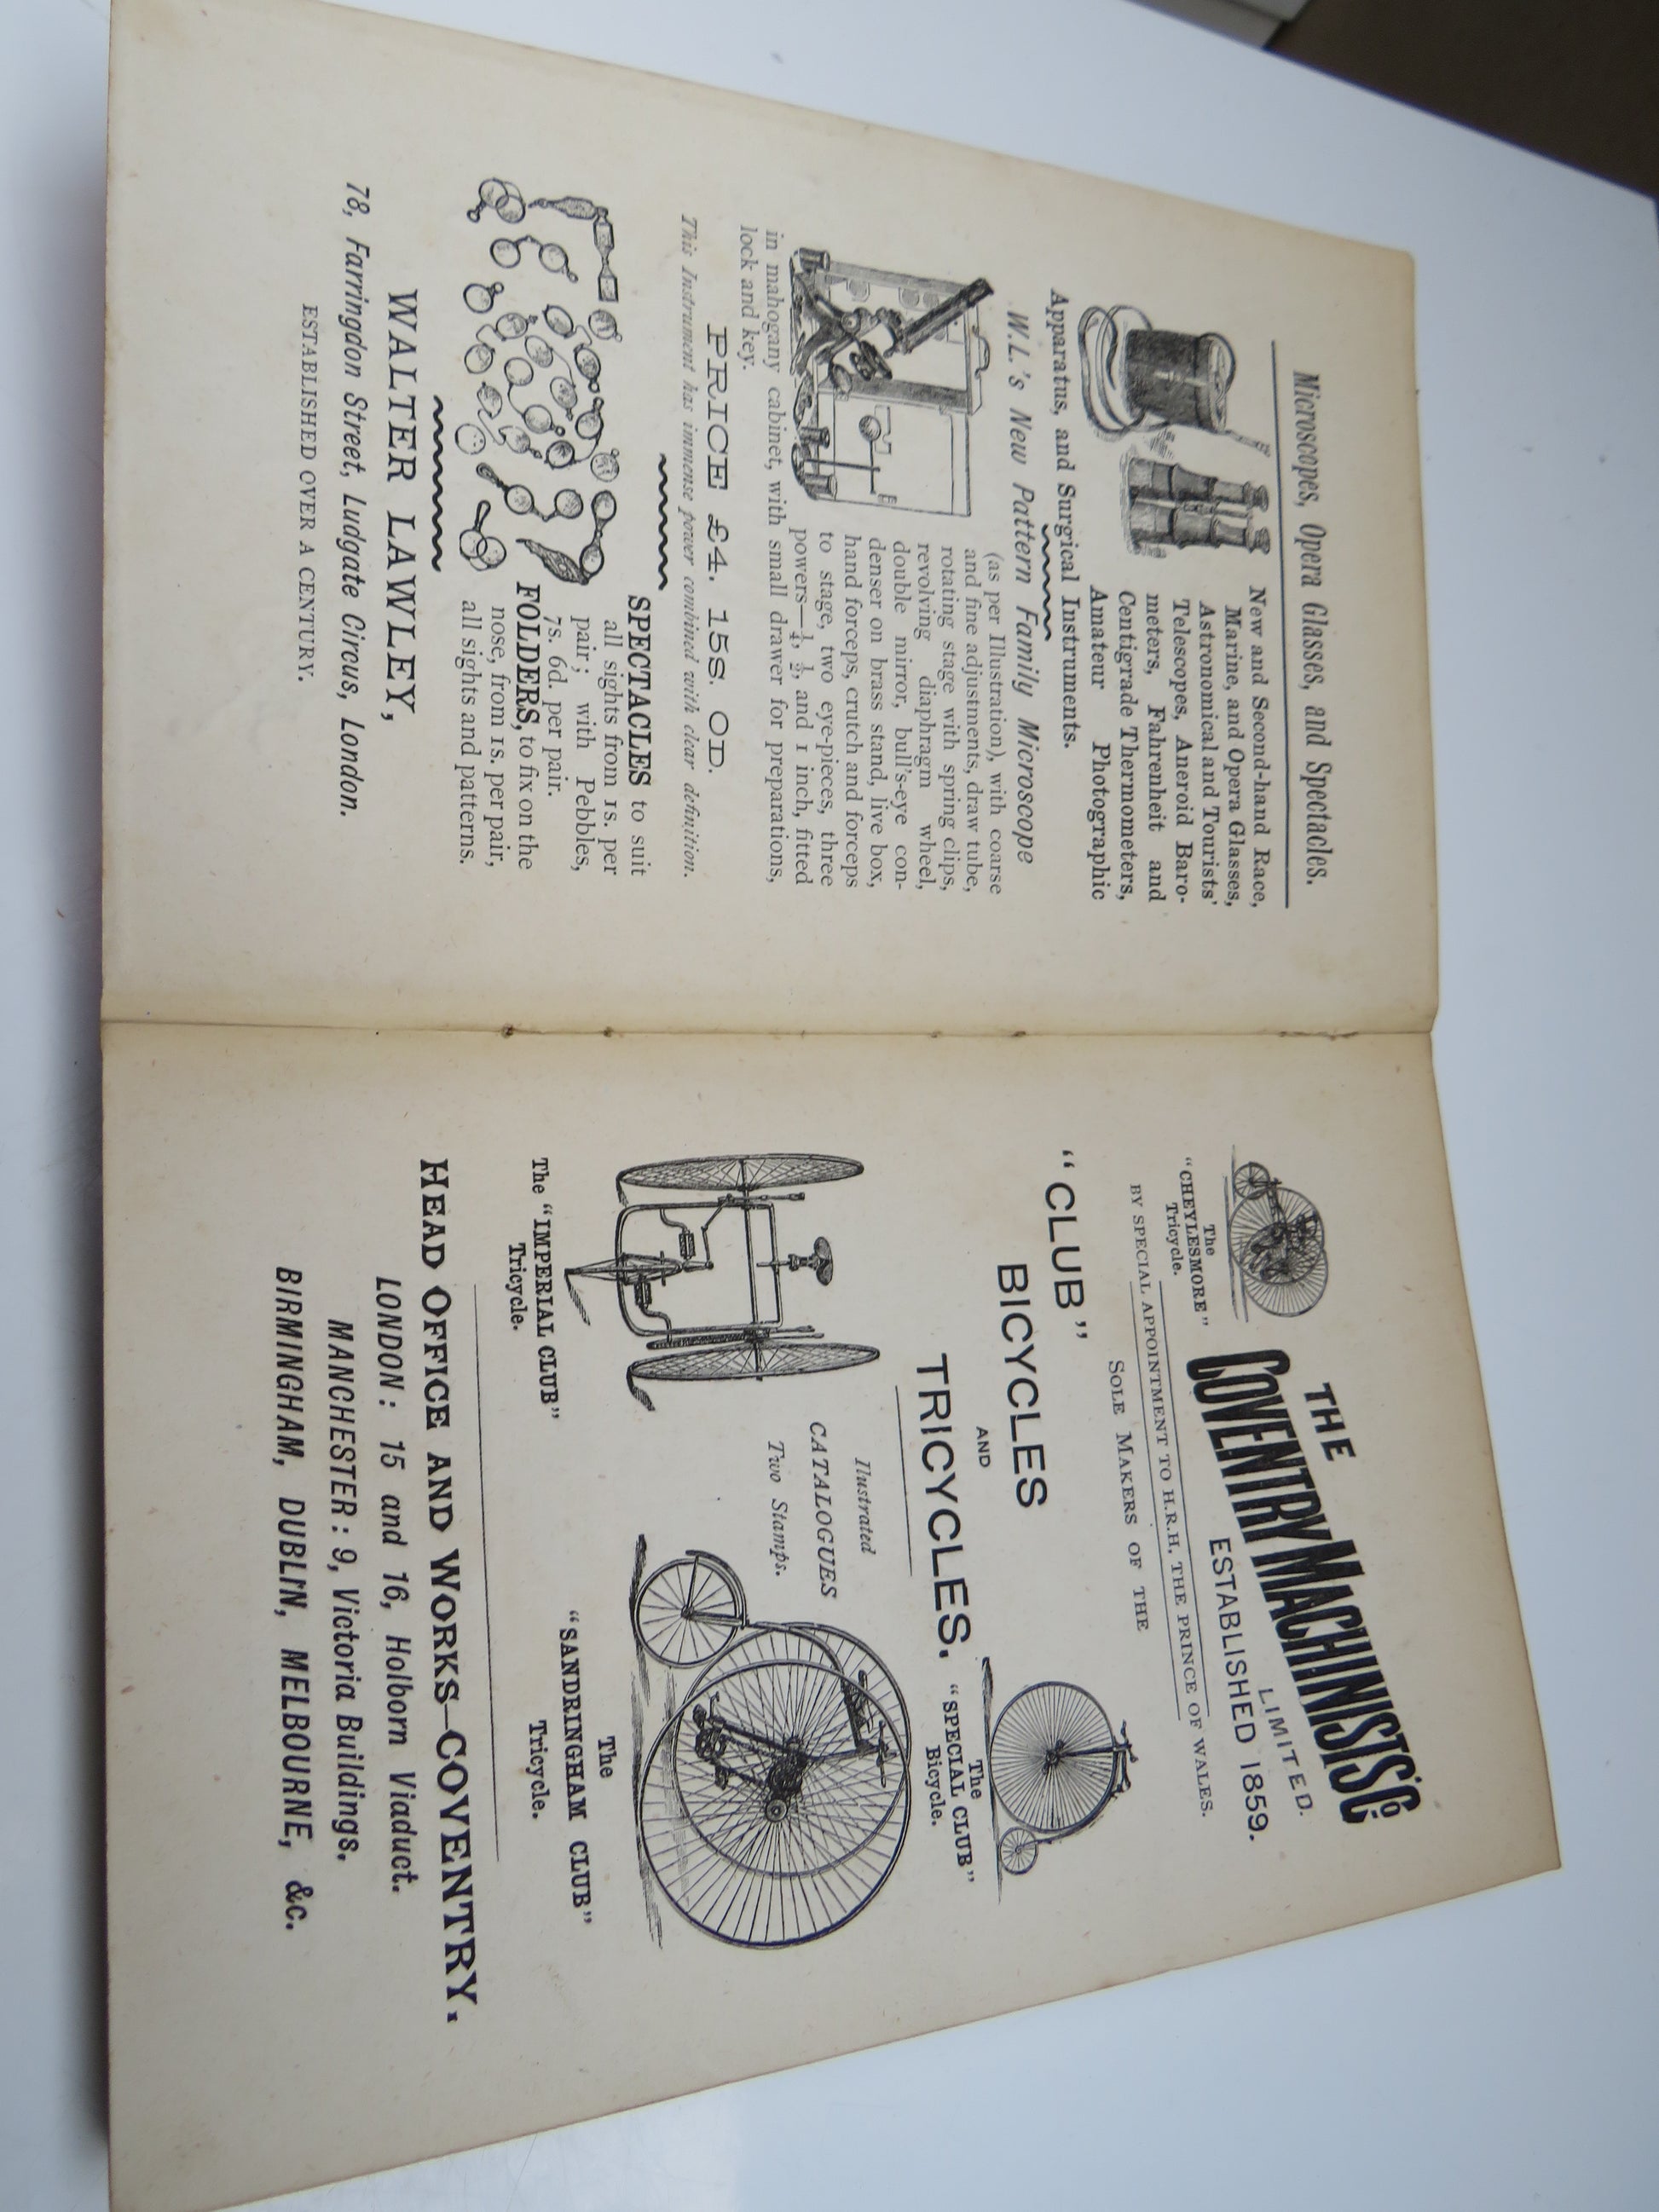 Microscopes, Opera Glasses, and Spectacles.
New and Second-hand Race,
Marine, and Opera Glasses,
Astronomical and Tourists'
Telescopes, Aneroid Baro-
meters, Fahrenheit and
Centigrade Thermometers,
Amateur Photographic
Apparatus, and Surgical Instruments.
W.L.'s New Pattern Family Microscope
(as per Illustration), with coarse
and fine adjustments, draw tube,
rotating stage with spring clips,
revolving diaphragm wheel,
double mirror, bull's-eye con-
denser on brass stand, live box,
hand forceps, crutch and forceps
to stage, two eye-pieces, three
powers—¼, ½, and 1 inch, fitted
in mahogany cabinet, with small drawer for preparations,
lock and key.
PRICE £4. 15S. OD.
This Instrument has immense power combined with clear definition.
SPECTACLES to suit
all sights from 1s. per
pair; with Pebbles,
7s. 6d. per pair.
FOLDERS, to fix on the
nose, from 1s. per pair,
all sights and patterns.
WALTER LAWLEY,
78, Farringdon Street, Ludgate Circus, London.
ESTABLISHED OVER A CENTURY.
THE
COVENTRY MACHINISTS Co
LIMITED.
ESTABLISHED 1859.
The
"CHEYLESMORE"
Tricycle.
BY SPECIAL APPOINTMENT TO H.R.H. THE PRINCE OF WALES.
SOLE MAKERS OF THE
"CLUB"
BICYCLES
AND
TRICYCLES.
The
"SPECIAL CLUB"
Bicycle.
Ilustrated
CATALOGUES
Two Stamps.
The "IMPERIAL CLUB"
Tricycle.
The
"SANDRINGHAM CLUB"
Tricycle.
HEAD OFFICE AND WORKS—COVENTRY.
LONDON: 15 and 16, Holborn Viaduct.
MANCHESTER: 9, Victoria Buildings.
BIRMINGHAM, DUBLIN, MELBOURNE, &c.